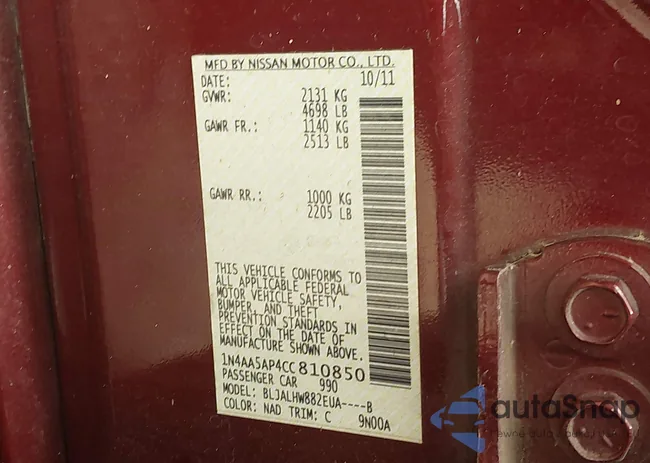 MFD BY NISSAN MOTOR CO., LTD.
DATE: 10/11
GVWR: 2131 KG
4698 LB
GAWR FR.: 1140 KG
2513 LB
GAWR RR.: 1000 KG
2205 LB
THIS VEHICLE CONFORMS TO
ALL APPLICABLE FEDERAL
MOTOR VEHICLE SAFETY,
BUMPER, AND THEFT
PREVENTION STANDARDS IN
EFFECT ON THE DATE OF
MANUFACTURE SHOWN ABOVE.
1N4AA5AP4CC810850
PASSENGER CAR 990
MODEL: BLJALHW882EUA----B
COLOR: NAD TRIM: C 9N00A
autoSnap